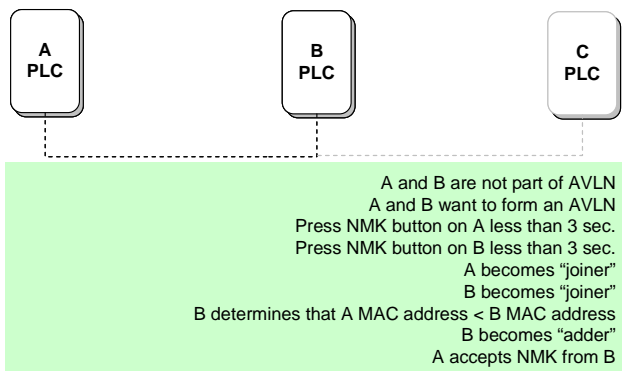 A
PLC
B
PLC
C
PLC
A and B are not part of AVLN
A and B want to form an AVLN
Press NMK button on A less than 3 sec.
Press NMK button on B less than 3 sec.
A becomes “joiner”
B becomes “joiner”
B determines that A MAC address < B MAC address
B becomes “adder”
A accepts NMK from B